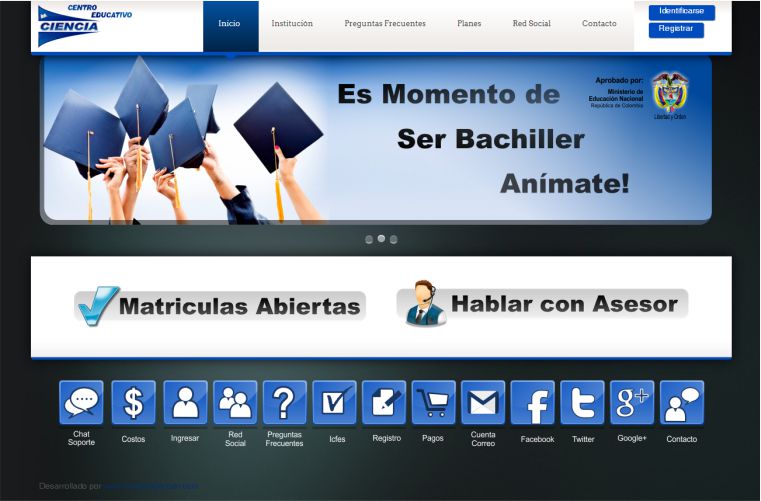 CENTRO
EDUCATIVO
CIENCIA
Inicio
Institución
Preguntas Frecuentes
Planes
Red Social
Contacto
Identificarse
Registrar
Es Momento de
Ser Bachiller
Anímate!
Aprobado por:
Ministerio de
Educación Nacional
República de Colombia
Libertad y Orden
Matriculas Abiertas
Hablar con Asesor
Chat
Soporte
Costos
Ingresar
Red
Social
Preguntas
Frecuentes
Icfes
Registro
Pagos
Cuenta
Correo
Facebook
Twitter
Google+
Contacto
Desarrollado por